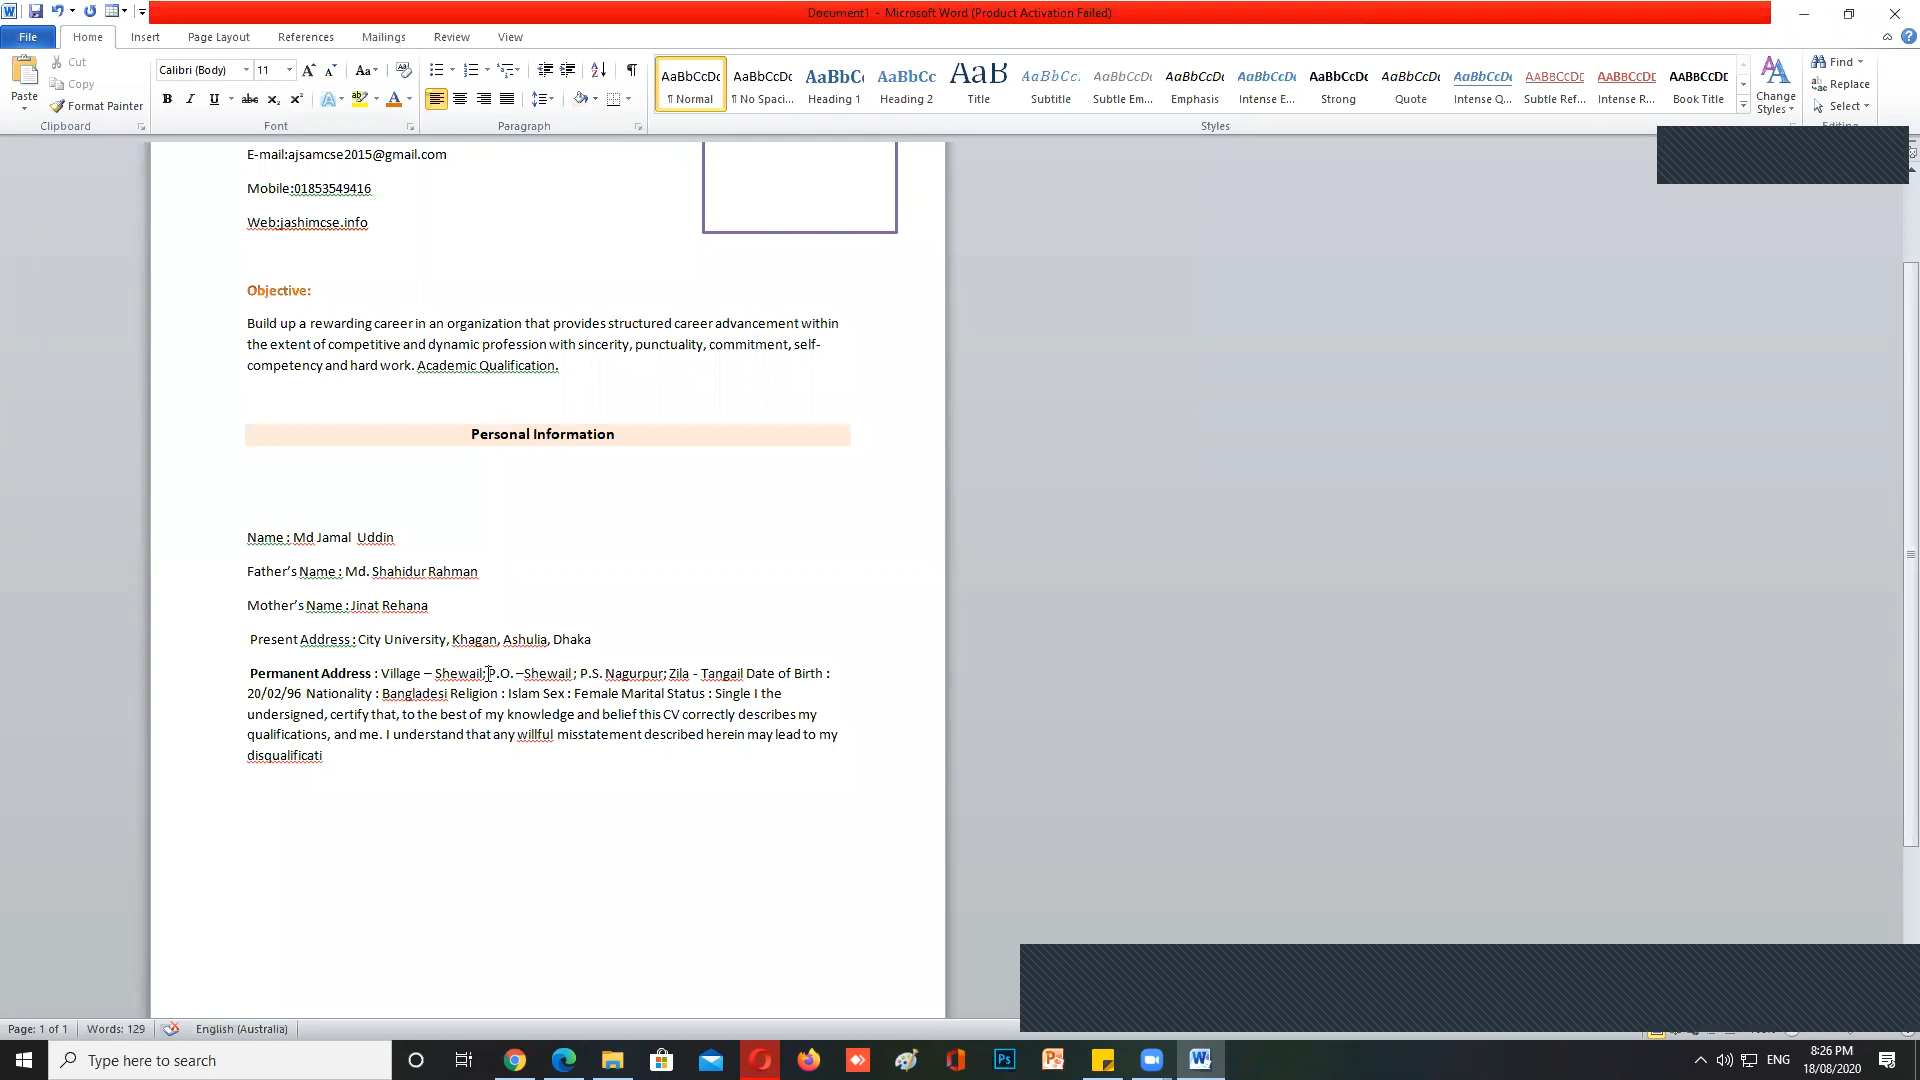 Document1 - Microsoft Word (Product Activation Failed)
File Home Insert Page Layout References Mailings Review View
Paste
Cut
Copy
Format Painter
Clipboard
Calibri (Body) 11
Font
Paragraph
AaBbCcDc AaBbCcDc AaBbCc AaBbCc AaB AaBbCc. AaBbCcDc AaBbCcDc AaBbCcDc AaBbCcDc AaBbCcDc AaBbCcDc AABBCCDE AABBCCDE AABBCCDE
¶ Normal ¶ No Spaci... Heading 1 Heading 2 Title Subtitle Subtle Em... Emphasis Intense E... Strong Quote Intense Q... Subtle Ref... Intense R... Book Title
Styles
Change Styles
Find
Replace
Select
Editing
E-mail:ajsamcse2015@gmail.com
Mobile:01853549416
Web:jashimcse.info
Objective:
Build up a rewarding career in an organization that provides structured career advancement within
the extent of competitive and dynamic profession with sincerity, punctuality, commitment, self-
competency and hard work. Academic Qualification.
Personal Information
Name : Md Jamal Uddin
Father’s Name : Md. Shahidur Rahman
Mother’s Name : Jinat Rehana
Present Address : City University, Khagan, Ashulia, Dhaka
Permanent Address : Village – Shewail; P.O. –Shewail ; P.S. Nagurpur; Zila - Tangail Date of Birth :
20/02/96 Nationality : Bangladesi Religion : Islam Sex : Female Marital Status : Single I the
undersigned, certify that, to the best of my knowledge and belief this CV correctly describes my
qualifications, and me. I understand that any willful misstatement described herein may lead to my
disqualificati
Page: 1 of 1 Words: 129 English (Australia)
Type here to search
ENG
8:26 PM
18/08/2020